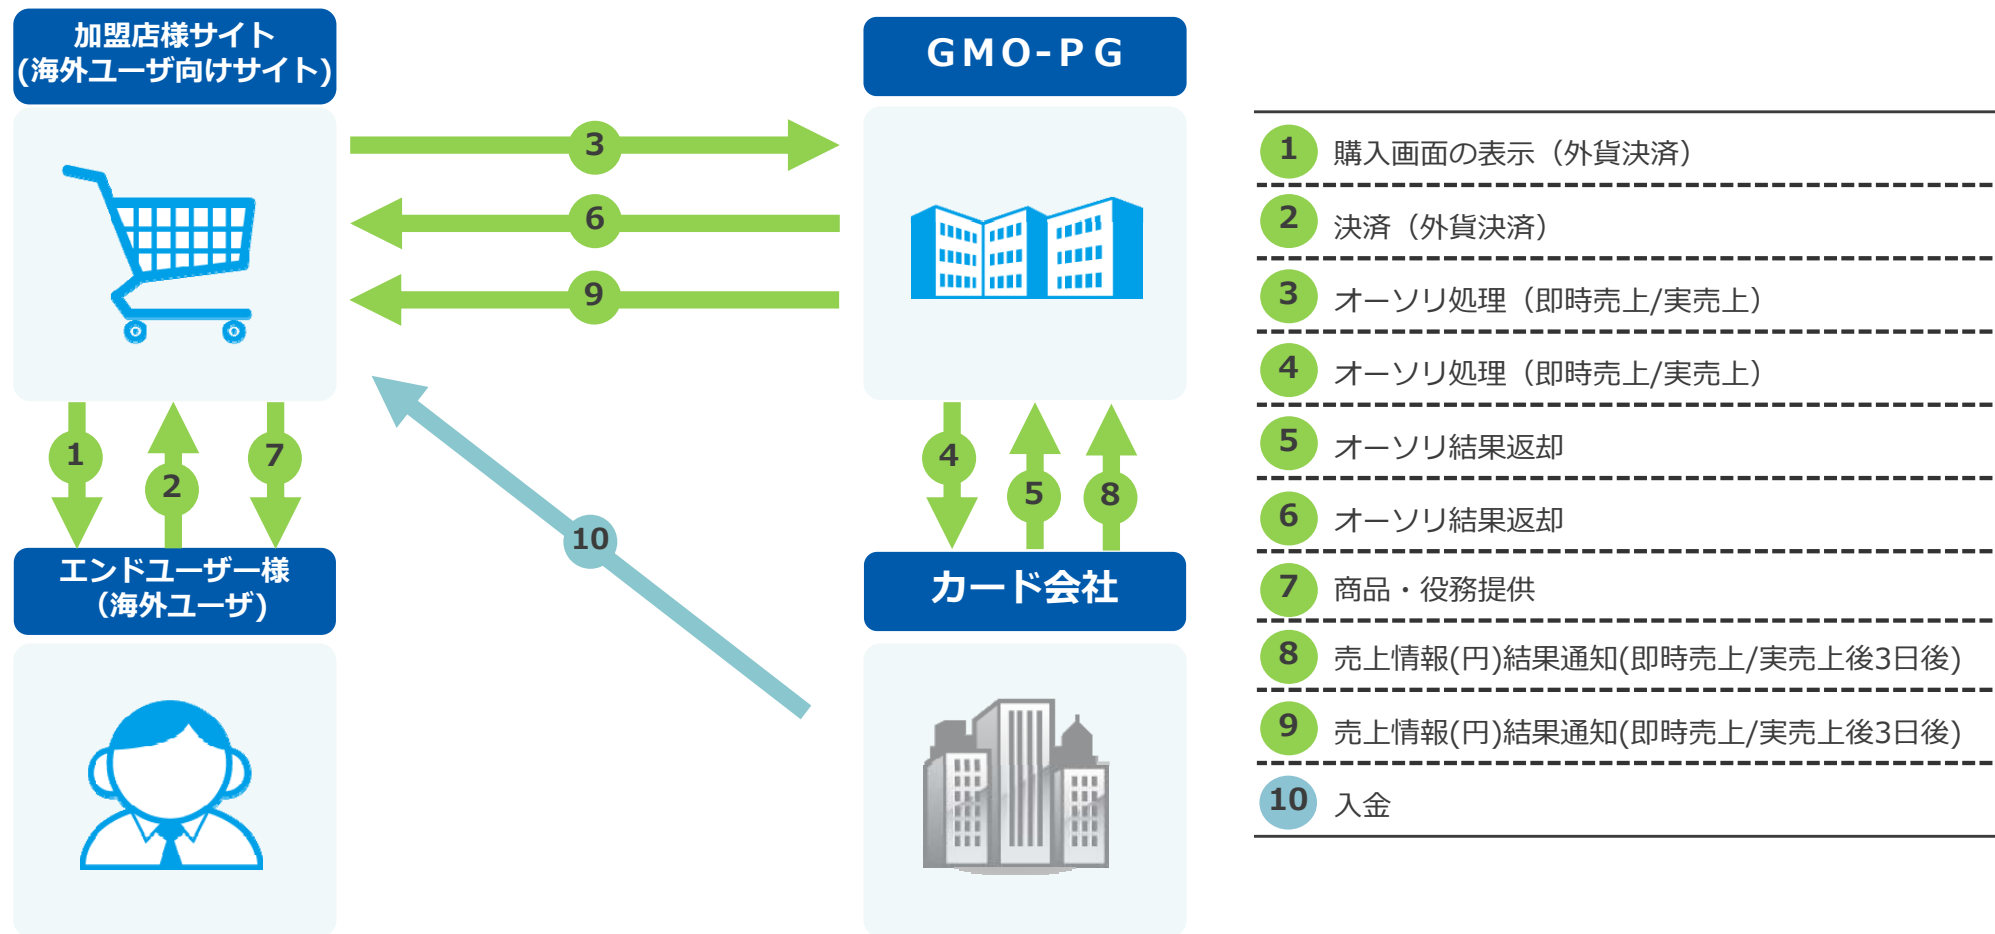 加盟店様サイト
(海外ユーザ向けサイト)
GMO-PG
3
6
9
1
2
7
4
5
8
10
エンドユーザー様
（海外ユーザ)
カード会社
1 購入画面の表示（外貨決済）
2 決済（外貨決済）
3 オーソリ処理（即時売上/実売上）
4 オーソリ処理（即時売上/実売上）
5 オーソリ結果返却
6 オーソリ結果返却
7 商品・役務提供
8 売上情報(円)結果通知(即時売上/実売上後3日後)
9 売上情報(円)結果通知(即時売上/実売上後3日後)
10 入金